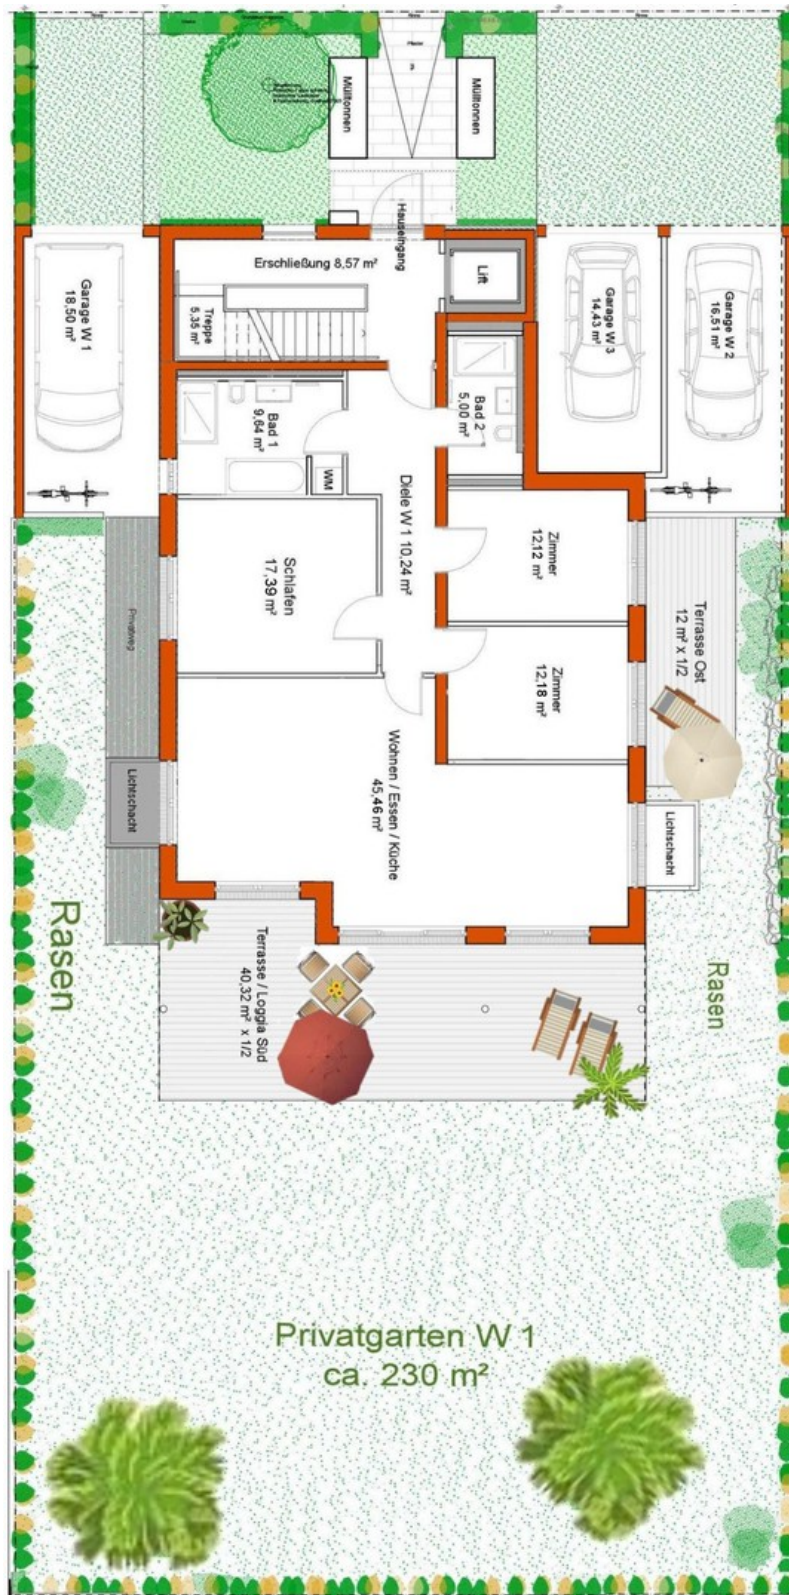 Mülltonnen
Mülltonnen
Hauseingang
Erschließung 8,57 m²
Lift
Treppe
5,35 m²
Garage W 1
18,50 m²
Garage W 3
14,43 m²
Garage W 2
16,51 m²
Bad 1
9,64 m²
Bad 2
5,00 m²
WM
Diele W 1 10,24 m²
Schlafen
17,39 m²
Zimmer
12,12 m²
Zimmer
12,18 m²
Privatweg
Terrasse Ost
12 m² x 1/2
Wohnen / Essen / Küche
45,46 m²
Lichtschacht
Lichtschacht
Rasen
Rasen
Terrasse / Loggia Süd
40,32 m² x 1/2
Privatgarten W 1
ca. 230 m²